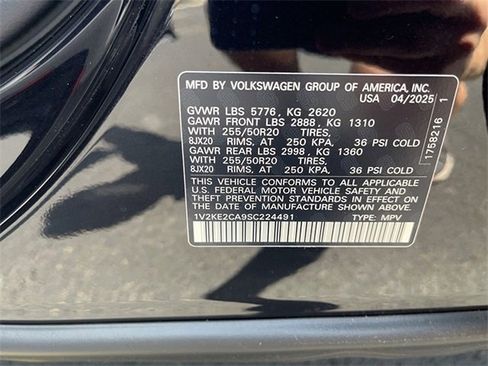 MFD BY VOLKSWAGEN GROUP OF AMERICA, INC.
USA 04/2025
GVWR LBS 5776, KG 2620
GAWR FRONT LBS 2888, KG 1310
WITH 255/50R20 TIRES,
8JX20 RIMS, AT 250 KPA, 36 PSI COLD
GAWR REAR LBS 2998, KG 1360
WITH 255/50R20 TIRES,
8JX20 RIMS, AT 250 KPA, 36 PSI COLD
THIS VEHICLE CONFORMS TO ALL APPLICABLE
U.S. FEDERAL MOTOR VEHICLE SAFETY AND
THEFT PREVENTION STANDARDS IN EFFECT ON THE
DATE OF MANUFACTURE SHOWN ABOVE.
1V2KE2CA9SC224491 TYPE: MPV
1758216 1